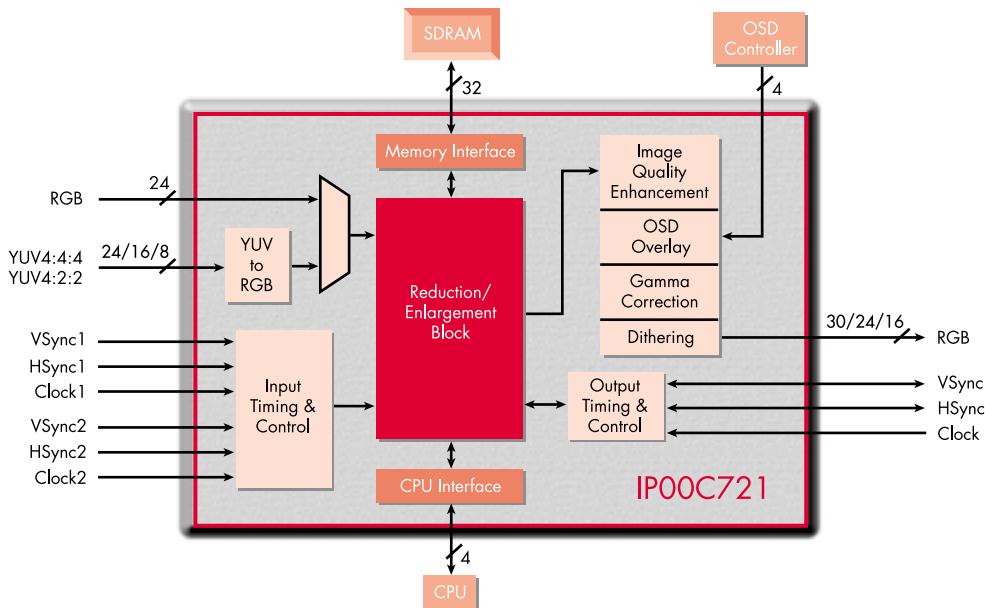 SDRAM
OSD
Controller
32
4
Memory Interface
Image
Quality
Enhancement
RGB
24
YUV4:4:4
YUV4:2:2
24/16/8
YUV
to
RGB
OSD
Overlay
Reduction/
Enlargement
Block
Gamma
Correction
Dithering
30/24/16
RGB
VSync1
HSync1
Clock1
VSync2
HSync2
Clock2
Input
Timing &
Control
Output
Timing &
Control
VSync
HSync
Clock
CPU Interface
IP00C721
4
CPU